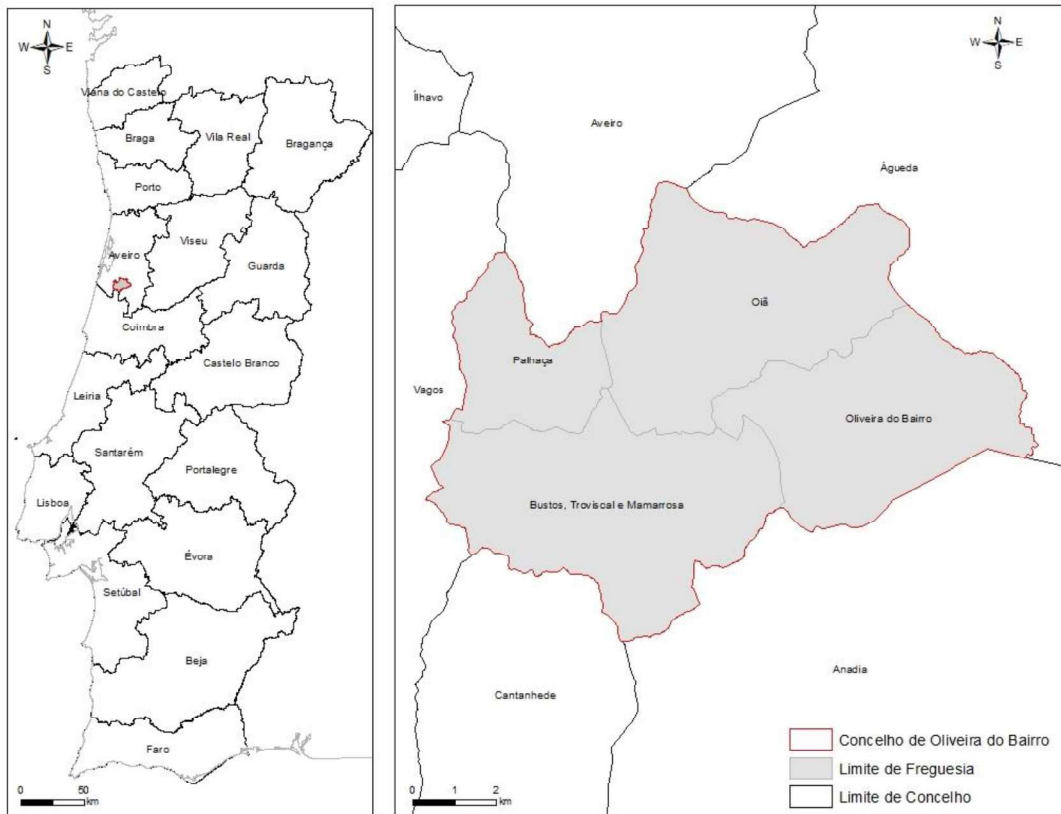 N
W E
S
Viana do Castelo
Braga
Vila Real
Bragança
Porto
Aveiro
Viseu
Guarda
Coimbra
Castelo Branco
Leiria
Santarém
Portalegre
Lisboa
Évora
Setúbal
Beja
Faro
0 50
km
N
W E
S
Ílhavo
Aveiro
Águeda
Oiã
Palhaça
Vagos
Oliveira do Bairro
Bustos, Troviscal e Mamarrosa
Anadia
Cantanhede
Concelho de Oliveira do Bairro
Limite de Freguesia
Limite de Concelho
0 1 2
km